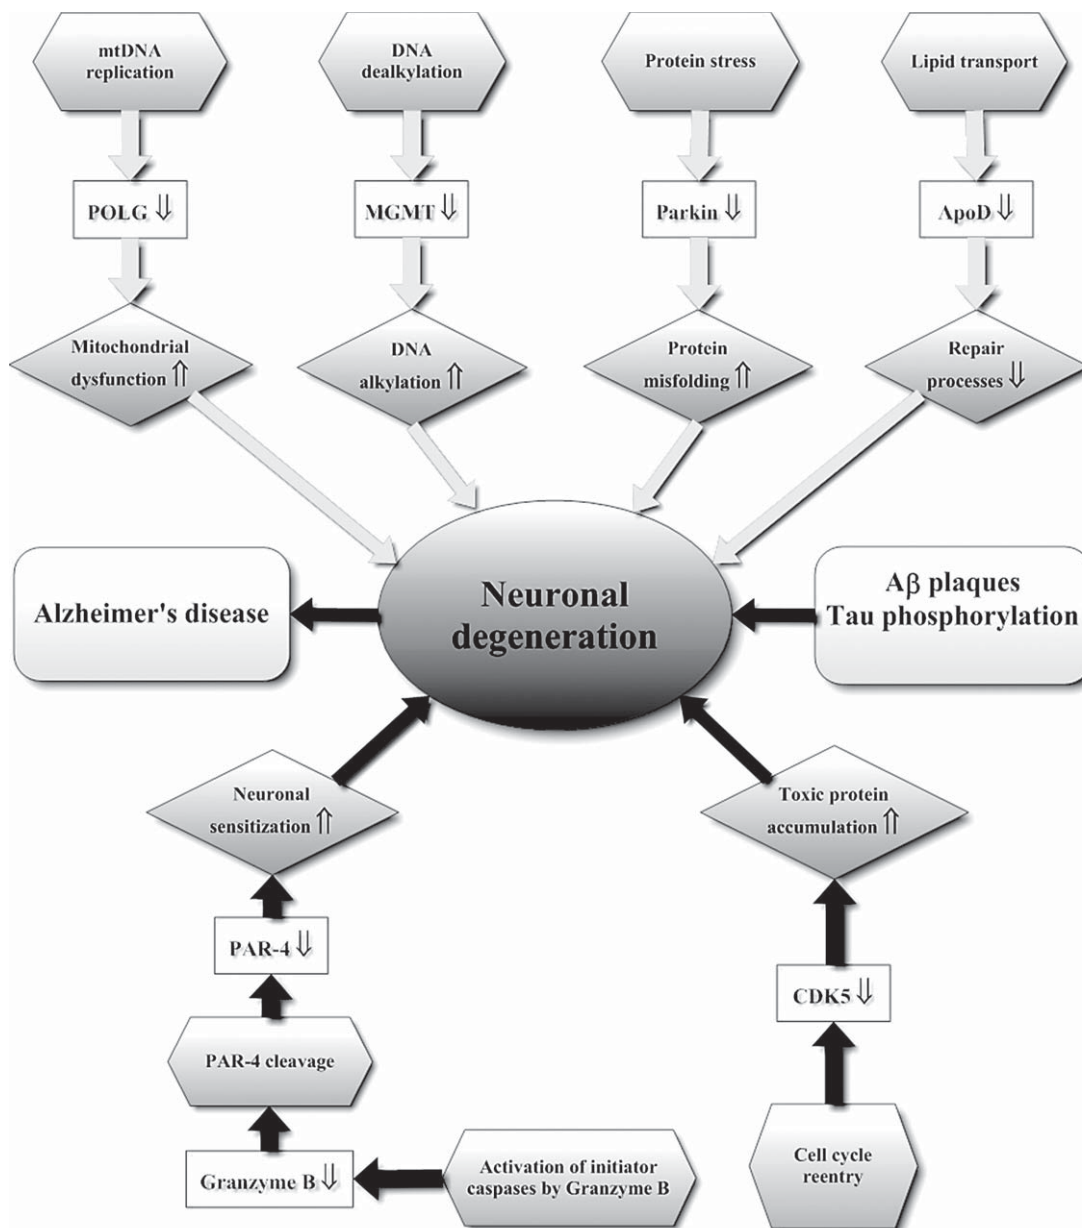 mtDNA
replication
DNA
dealkylation
Protein stress
Lipid transport
POLG ⇓
MGMT ⇓
Parkin ⇓
ApoD ⇓
Mitochondrial
dysfunction ⇑
DNA
alkylation ⇑
Protein
misfolding ⇑
Repair
processes ⇓
Neuronal
degeneration
Alzheimer's disease
Aβ plaques
Tau phosphorylation
Neuronal
sensitization ⇑
Toxic protein
accumulation ⇑
PAR-4 ⇓
CDK5 ⇓
PAR-4 cleavage
Granzyme B ⇓
Activation of initiator
caspases by Granzyme B
Cell cycle
reentry